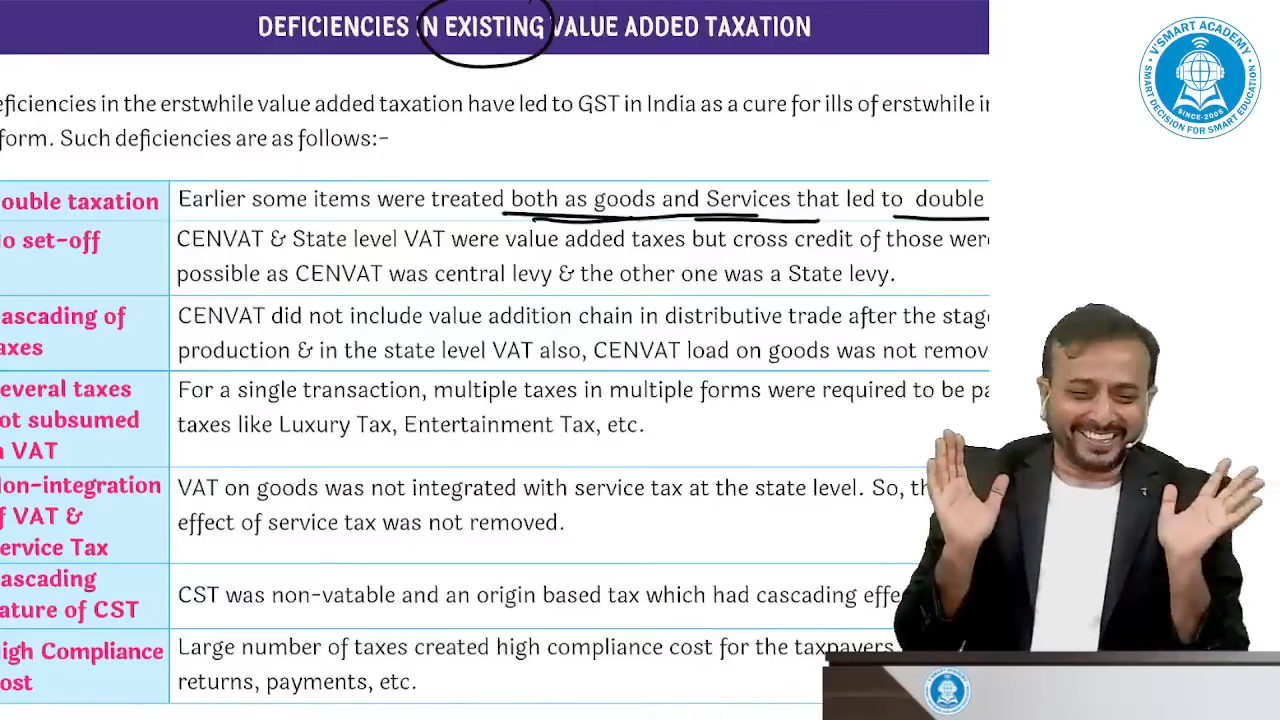 DEFICIENCIES IN EXISTING VALUE ADDED TAXATION
eficiencies in the erstwhile value added taxation have led to GST in India as a cure for ills of erstwhile in
form. Such deficiencies are as follows:-
ouble taxation
Earlier some items were treated both as goods and Services that led to double
o set-off
CENVAT & State level VAT were value added taxes but cross credit of those were
possible as CENVAT was central levy & the other one was a State levy.
ascading of
axes
CENVAT did not include value addition chain in distributive trade after the stage
production & in the state level VAT also, CENVAT load on goods was not remov
everal taxes
ot subsumed
n VAT
For a single transaction, multiple taxes in multiple forms were required to be pa
taxes like Luxury Tax, Entertainment Tax, etc.
on-integration
f VAT &
ervice Tax
VAT on goods was not integrated with service tax at the state level. So, th
effect of service tax was not removed.
ascading
ature of CST
CST was non-vatable and an origin based tax which had cascading effe
igh Compliance
ost
Large number of taxes created high compliance cost for the taxpayers
returns, payments, etc.
V'SMART ACADEMY
SMART DECISION FOR SMART EDUCATION
SINCE-2005